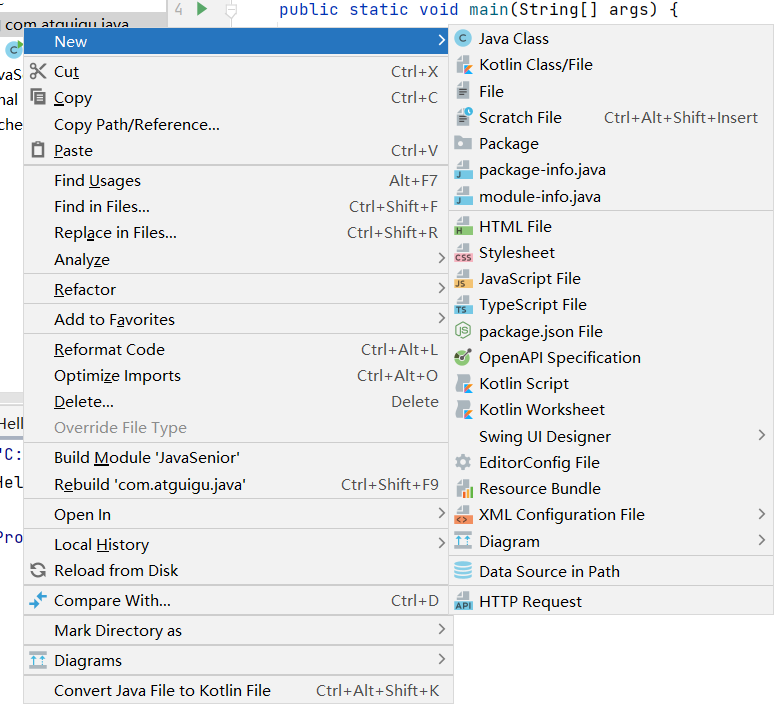 4 public static void main(String[] args) {
com.atguigu.java
New
Cut Ctrl+X
Copy Ctrl+C
Copy Path/Reference...
Paste Ctrl+V
Find Usages Alt+F7
Find in Files... Ctrl+Shift+F
Replace in Files... Ctrl+Shift+R
Analyze
Refactor
Add to Favorites
Reformat Code Ctrl+Alt+L
Optimize Imports Ctrl+Alt+O
Delete... Delete
Override File Type
Build Module 'JavaSenior'
Rebuild 'com.atguigu.java' Ctrl+Shift+F9
Open In
Local History
Reload from Disk
Compare With... Ctrl+D
Mark Directory as
Diagrams
Convert Java File to Kotlin File Ctrl+Alt+Shift+K
C Java Class
Kotlin Class/File
File
Scratch File Ctrl+Alt+Shift+Insert
Package
package-info.java
module-info.java
H HTML File
CSS Stylesheet
JS JavaScript File
TS TypeScript File
JS package.json File
OpenAPI Specification
Kotlin Script
Kotlin Worksheet
Swing UI Designer
EditorConfig File
Resource Bundle
XML Configuration File
Diagram
Data Source in Path
API HTTP Request
C
vaS
nal
che
Hell
"C:
Hel
Pro